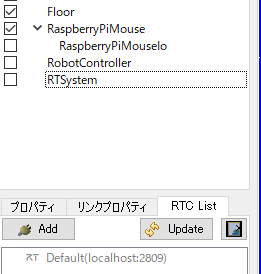 Floor
RaspberryPiMouse
RaspberryPiMouseIo
RobotController
RTSystem
プロパティ リンクプロパティ RTC List
Add Update
RT Default(localhost:2809)